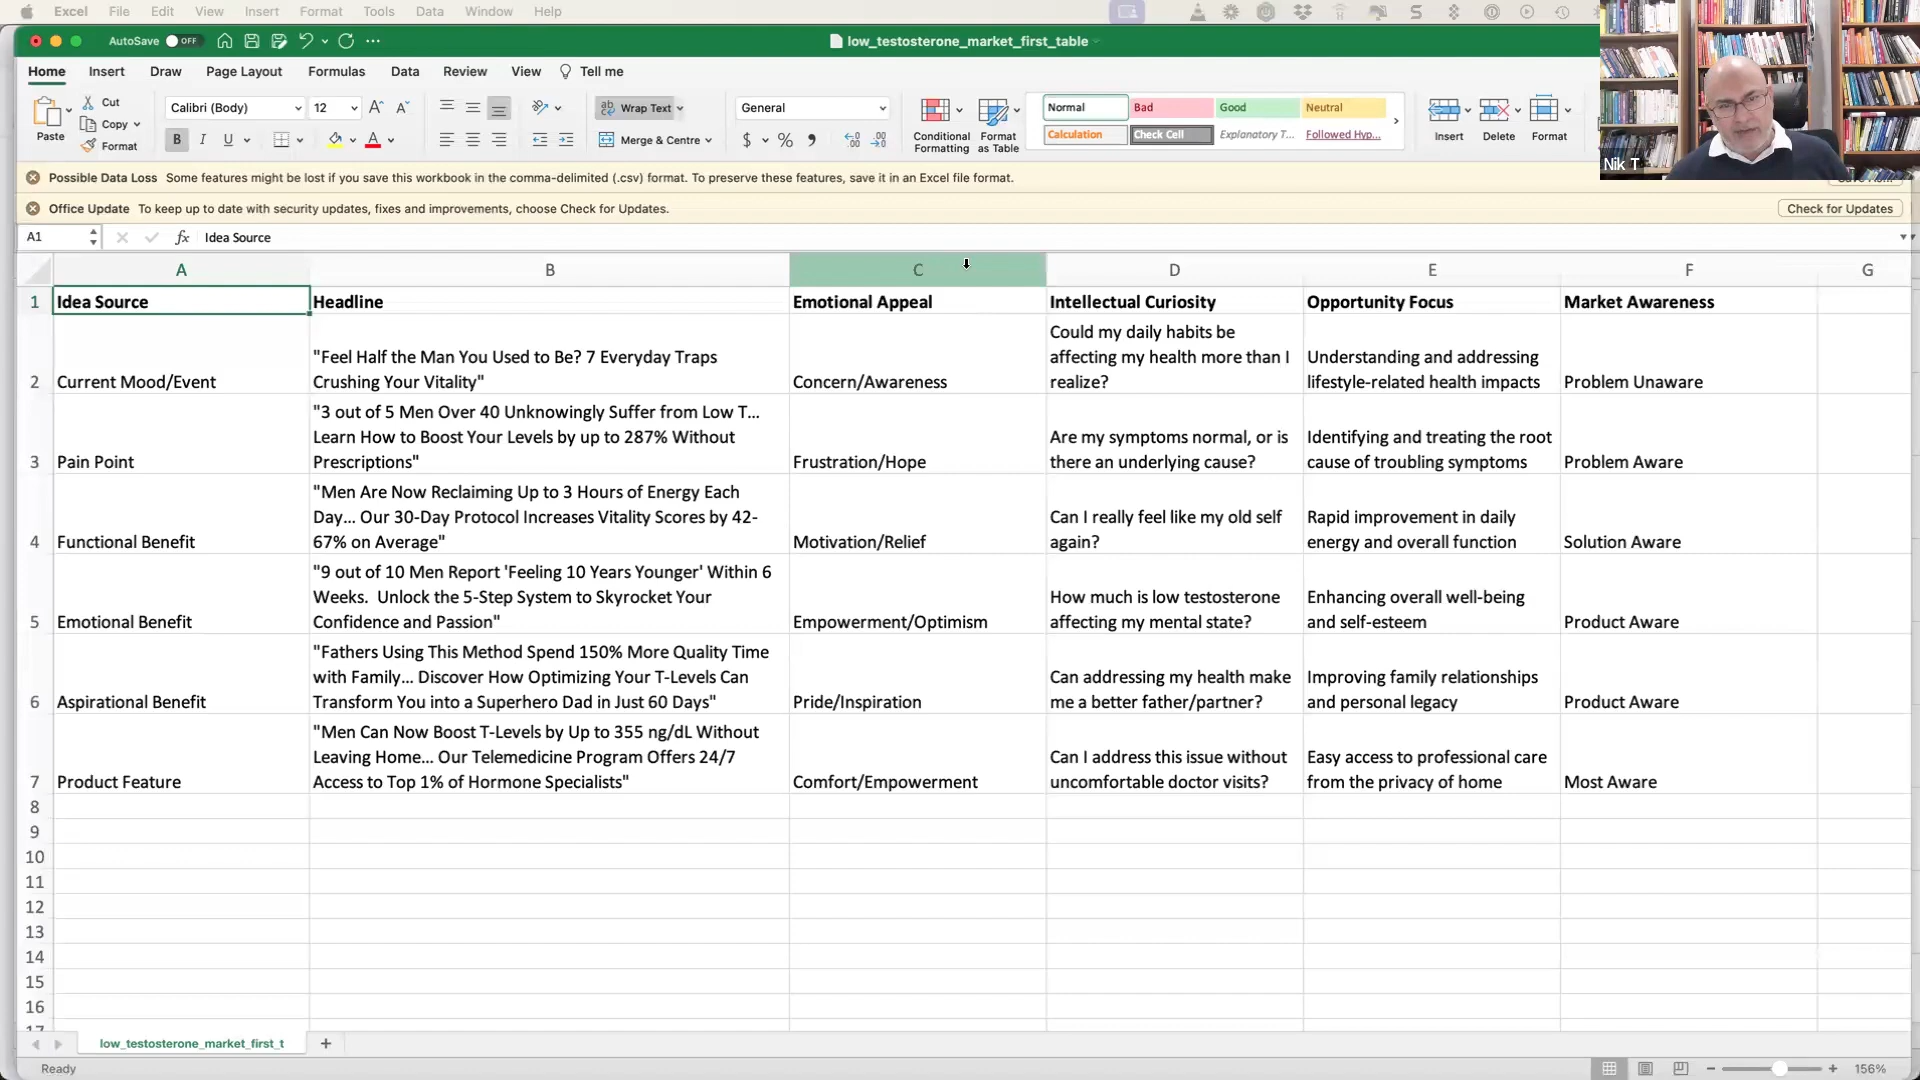 Excel File Edit View Insert Format Tools Data Window Help
AutoSave OFF low_testosterone_market_first_table
Home Insert Draw Page Layout Formulas Data Review View Tell me
Paste Cut Copy Format
Calibri (Body) 12 A A
B I U A
ab Wrap Text
Merge & Centre
General
$ % ,
Conditional Formatting
Format as Table
Normal Bad Good Neutral
Calculation Check Cell Explanatory T... Followed Hyp...
Insert Delete Format
Nik T
Possible Data Loss Some features might be lost if you save this workbook in the comma-delimited (.csv) format. To preserve these features, save it in an Excel file format.
Office Update To keep up to date with security updates, fixes and improvements, choose Check for Updates. Check for Updates
A1 fx Idea Source
A B C D E F G
1 Idea Source Headline Emotional Appeal Intellectual Curiosity Opportunity Focus Market Awareness
2 Current Mood/Event "Feel Half the Man You Used to Be? 7 Everyday Traps Crushing Your Vitality" Concern/Awareness Could my daily habits be affecting my health more than I realize? Understanding and addressing lifestyle-related health impacts Problem Unaware
3 Pain Point "3 out of 5 Men Over 40 Unknowingly Suffer from Low T... Learn How to Boost Your Levels by up to 287% Without Prescriptions" Frustration/Hope Are my symptoms normal, or is there an underlying cause? Identifying and treating the root cause of troubling symptoms Problem Aware
4 Functional Benefit "Men Are Now Reclaiming Up to 3 Hours of Energy Each Day... Our 30-Day Protocol Increases Vitality Scores by 42-67% on Average" Motivation/Relief Can I really feel like my old self again? Rapid improvement in daily energy and overall function Solution Aware
5 Emotional Benefit "9 out of 10 Men Report 'Feeling 10 Years Younger' Within 6 Weeks. Unlock the 5-Step System to Skyrocket Your Confidence and Passion" Empowerment/Optimism How much is low testosterone affecting my mental state? Enhancing overall well-being and self-esteem Product Aware
6 Aspirational Benefit "Fathers Using This Method Spend 150% More Quality Time with Family... Discover How Optimizing Your T-Levels Can Transform You into a Superhero Dad in Just 60 Days" Pride/Inspiration Can addressing my health make me a better father/partner? Improving family relationships and personal legacy Product Aware
7 Product Feature "Men Can Now Boost T-Levels by Up to 355 ng/dL Without Leaving Home... Our Telemedicine Program Offers 24/7 Access to Top 1% of Hormone Specialists" Comfort/Empowerment Can I address this issue without uncomfortable doctor visits? Easy access to professional care from the privacy of home Most Aware
8
9
10
11
12
13
14
15
16
17
low_testosterone_market_first_t
Ready 156%